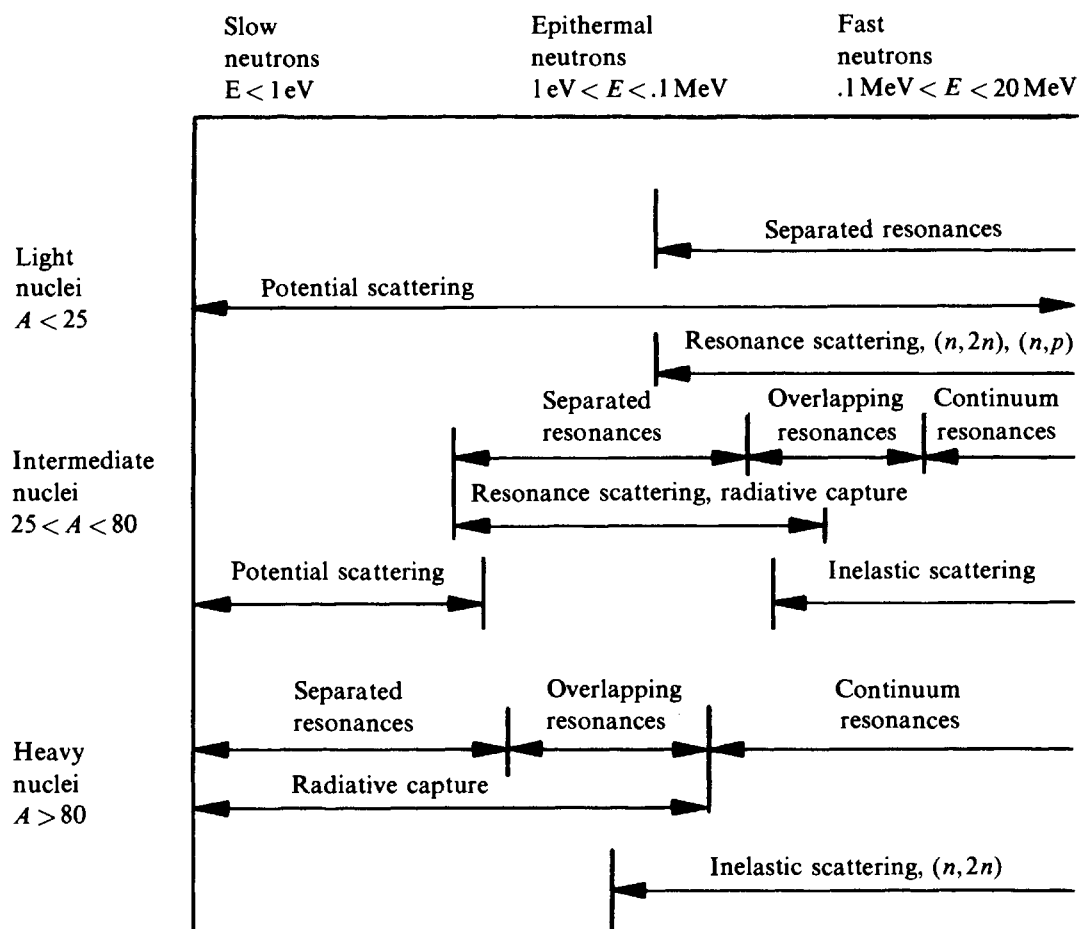 Slow
neutrons
E < 1 eV
Epithermal
neutrons
1 eV < E < .1 MeV
Fast
neutrons
.1 MeV < E < 20 MeV
Light
nuclei
A < 25
Separated resonances
Potential scattering
Resonance scattering, (n,2n), (n,p)
Intermediate
nuclei
25 < A < 80
Separated
resonances
Overlapping
resonances
Continuum
resonances
Resonance scattering, radiative capture
Potential scattering
Inelastic scattering
Heavy
nuclei
A > 80
Separated
resonances
Overlapping
resonances
Continuum
resonances
Radiative capture
Inelastic scattering, (n,2n)